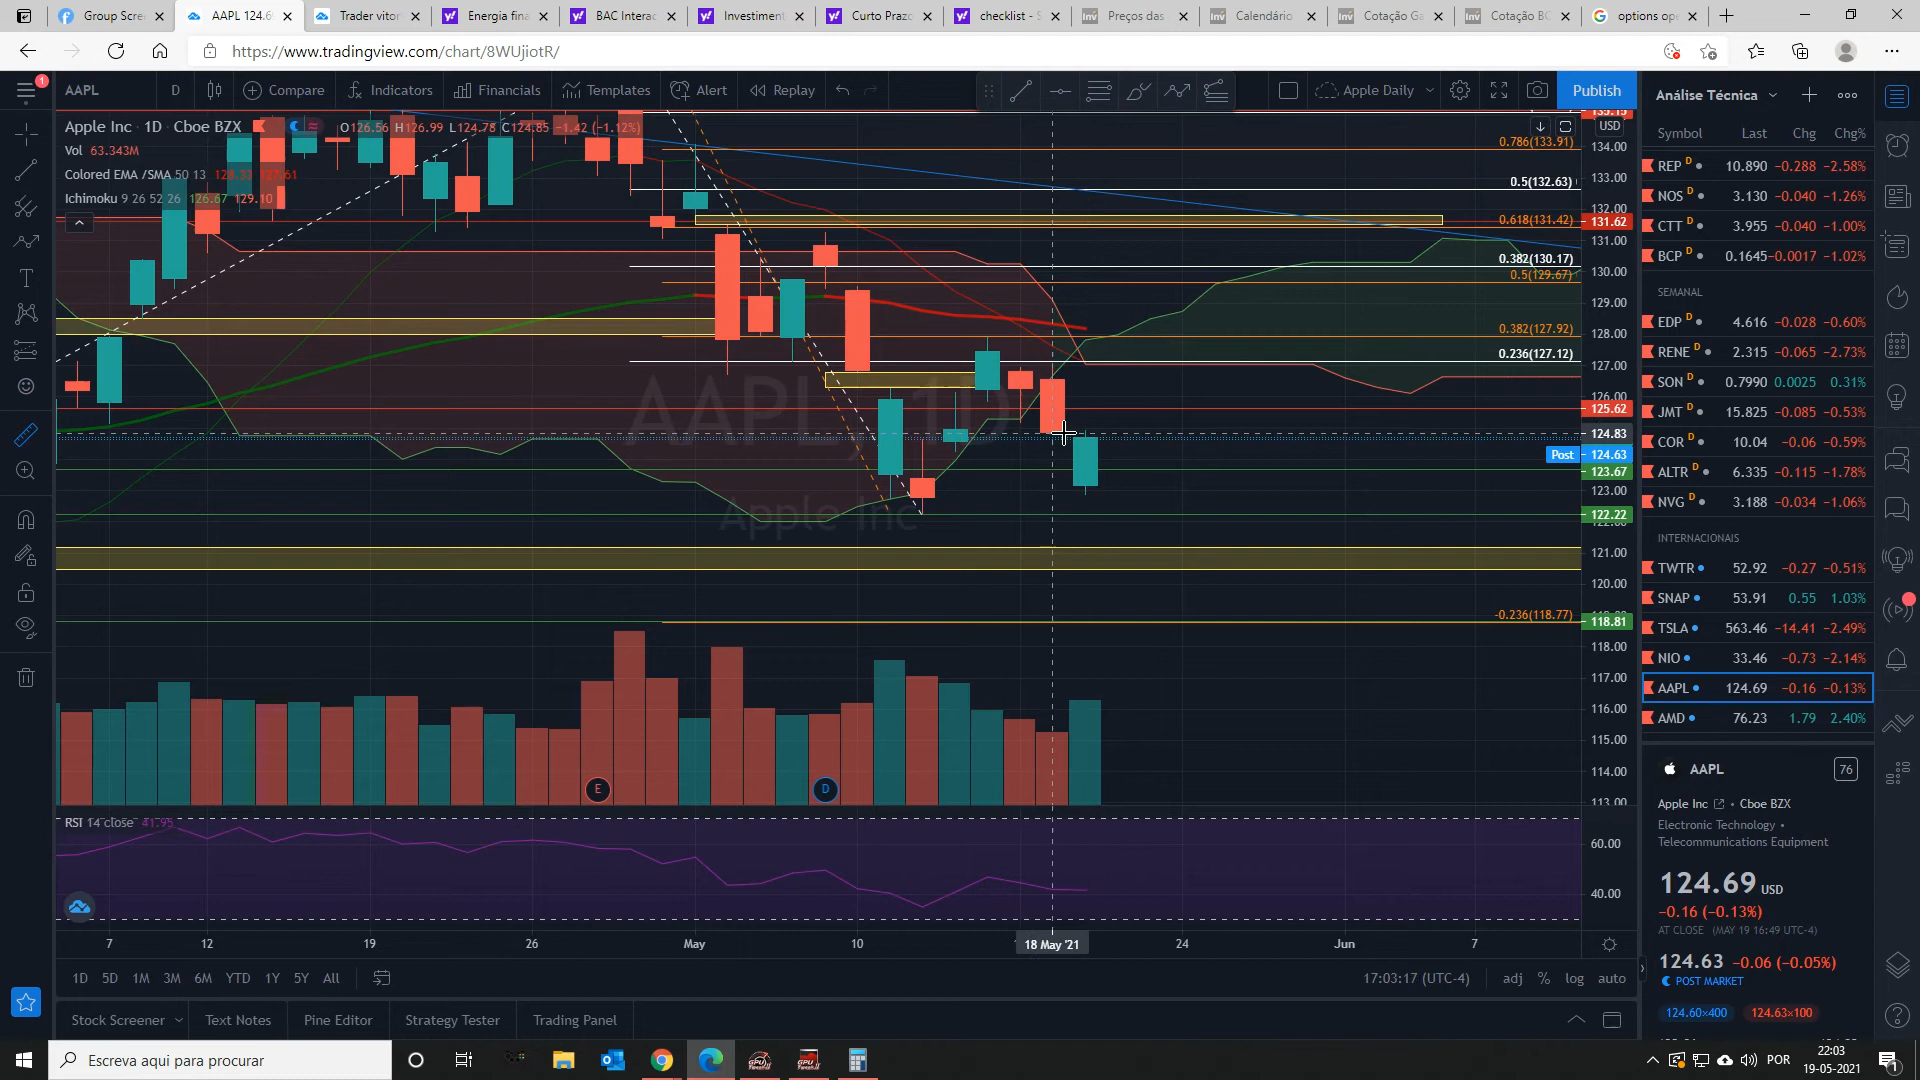 Group Scree
AAPL 124.6
Trader vitor
Energia fina
BAC Interac
Investiment
Curto Prazo
checklist - S
Preços das
Calendário
Cotação Ga
Cotação BC
options ope
https://www.tradingview.com/chart/8WUjiotR/
1
AAPL
D
Compare
Indicators
Financials
Templates
Alert
Replay
Apple Daily
Publish
Apple Inc · 1D · Cboe BZX
O126.56 H126.99 L124.78 C124.85 −1.42 (−1.12%)
Vol 63.343M
Colored EMA /SMA 50 13 128.33 127.61
Ichimoku 9 26 52 26 126.67 129.10
AAPL, 1D
Apple Inc
0.786(133.91)
0.5(132.63)
0.618(131.42)
0.382(130.17)
0.5(129.67)
0.382(127.92)
0.236(127.12)
-0.236(118.77)
135.15
USD
134.00
133.00
132.00
131.62
131.00
130.00
129.00
128.00
127.00
126.00
125.62
124.83
Post 124.63
123.67
123.00
122.22
121.00
120.00
118.81
118.00
117.00
116.00
115.00
114.00
113.00
E
D
RSI 14 close 41.95
60.00
40.00
7
12
19
26
May
10
18 May '21
24
Jun
7
1D
5D
1M
3M
6M
YTD
1Y
5Y
All
17:03:17 (UTC-4)
adj
%
log
auto
Stock Screener
Text Notes
Pine Editor
Strategy Tester
Trading Panel
Análise Técnica
Symbol Last Chg Chg%
REP D 10.890 −0.288 −2.58%
NOS D 3.130 −0.040 −1.26%
CTT D 3.955 −0.040 −1.00%
BCP D 0.1645 −0.0017 −1.02%
SEMANAL
EDP D 4.616 −0.028 −0.60%
RENE D 2.315 −0.065 −2.73%
SON D 0.7990 0.0025 0.31%
JMT D 15.825 −0.085 −0.53%
COR D 10.04 −0.06 −0.59%
ALTR D 6.335 −0.115 −1.78%
NVG D 3.188 −0.034 −1.06%
INTERNACIONAIS
TWTR 52.92 −0.27 −0.51%
SNAP 53.91 0.55 1.03%
TSLA 563.46 −14.41 −2.49%
NIO 33.46 −0.73 −2.14%
AAPL 124.69 −0.16 −0.13%
AMD 76.23 1.79 2.40%
AAPL
76
Apple Inc • Cboe BZX
Electronic Technology •
Telecommunications Equipment
124.69 USD
−0.16 (−0.13%)
AT CLOSE (MAY 19 16:49 UTC-4)
124.63 −0.06 (−0.05%)
POST MARKET
124.60×400
124.63×100
Escreva aqui para procurar
POR
22:03
19-05-2021
1